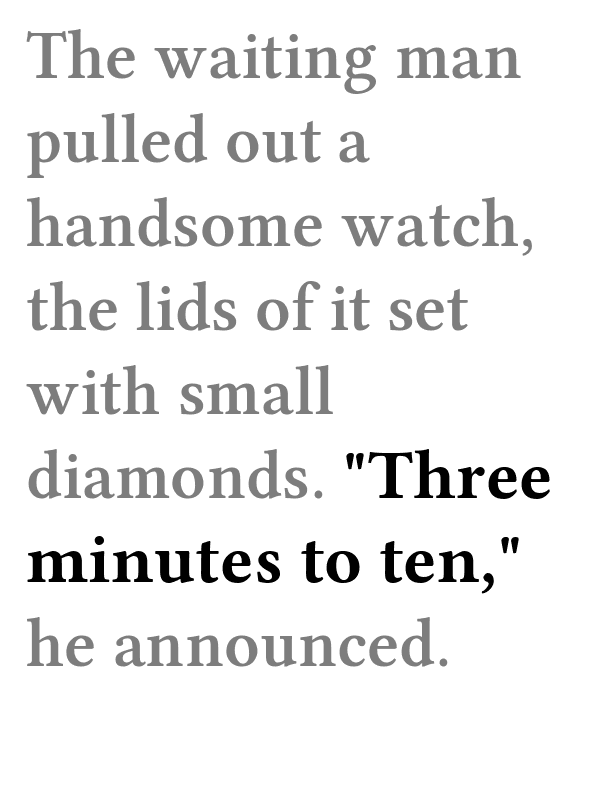 The waiting man
pulled out a
handsome watch,
the lids of it set
with small
diamonds. "Three
minutes to ten,"
he announced.